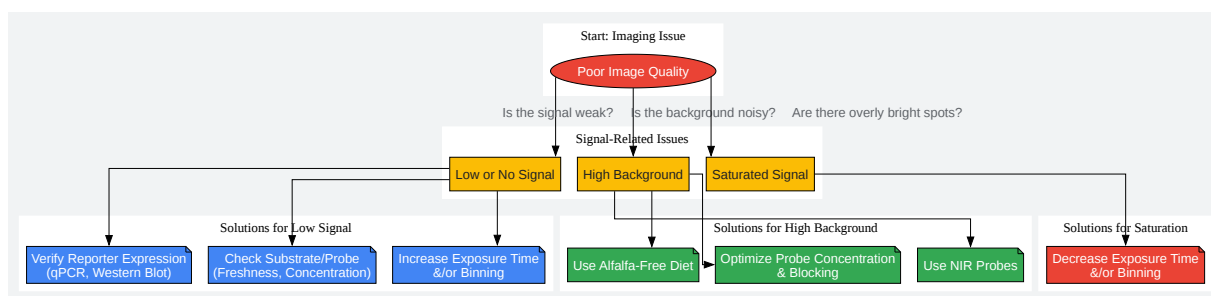 Start: Imaging Issue
Poor Image Quality
Is the signal weak?
Is the background noisy?
Are there overly bright spots?
Signal-Related Issues
Low or No Signal
High Background
Saturated Signal
Solutions for Low Signal
Verify Reporter Expression
(qPCR, Western Blot)
Check Substrate/Probe
(Freshness, Concentration)
Increase Exposure Time
&/or Binning
Solutions for High Background
Use Alfalfa-Free Diet
Optimize Probe Concentration
& Blocking
Use NIR Probes
Solutions for Saturation
Decrease Exposure Time
&/or Binning